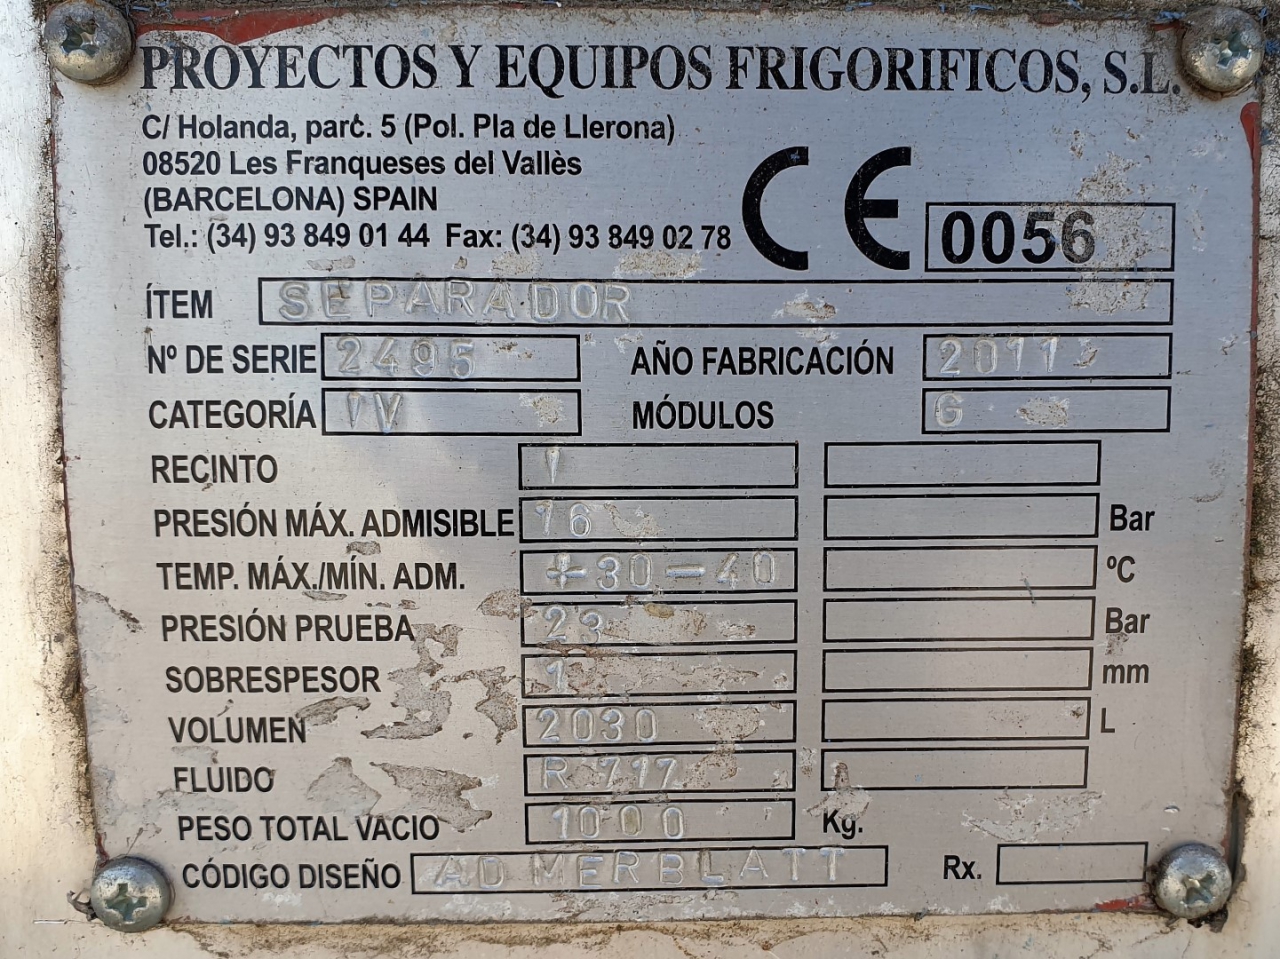 PROYECTOS Y EQUIPOS FRIGORIFICOS, S.L.
C/ Holanda, parc. 5 (Pol. Pla de Llerona)
08520 Les Franqueses del Vallès
(BARCELONA) SPAIN
Tel.: (34) 93 849 01 44 Fax: (34) 93 849 02 78
CE 0056
ÍTEM SEPARADOR
Nº DE SERIE 2495 AÑO FABRICACIÓN 2011
CATEGORÍA IV MÓDULOS G
RECINTO I
PRESIÓN MÁX. ADMISIBLE 16 Bar
TEMP. MÁX./MÍN. ADM. +30-40 ºC
PRESIÓN PRUEBA 23 Bar
SOBRESPESOR 1 mm
VOLUMEN 2030 L
FLUIDO R 717
PESO TOTAL VACIO 1000 Kg.
CÓDIGO DISEÑO AD MERBLATT Rx.